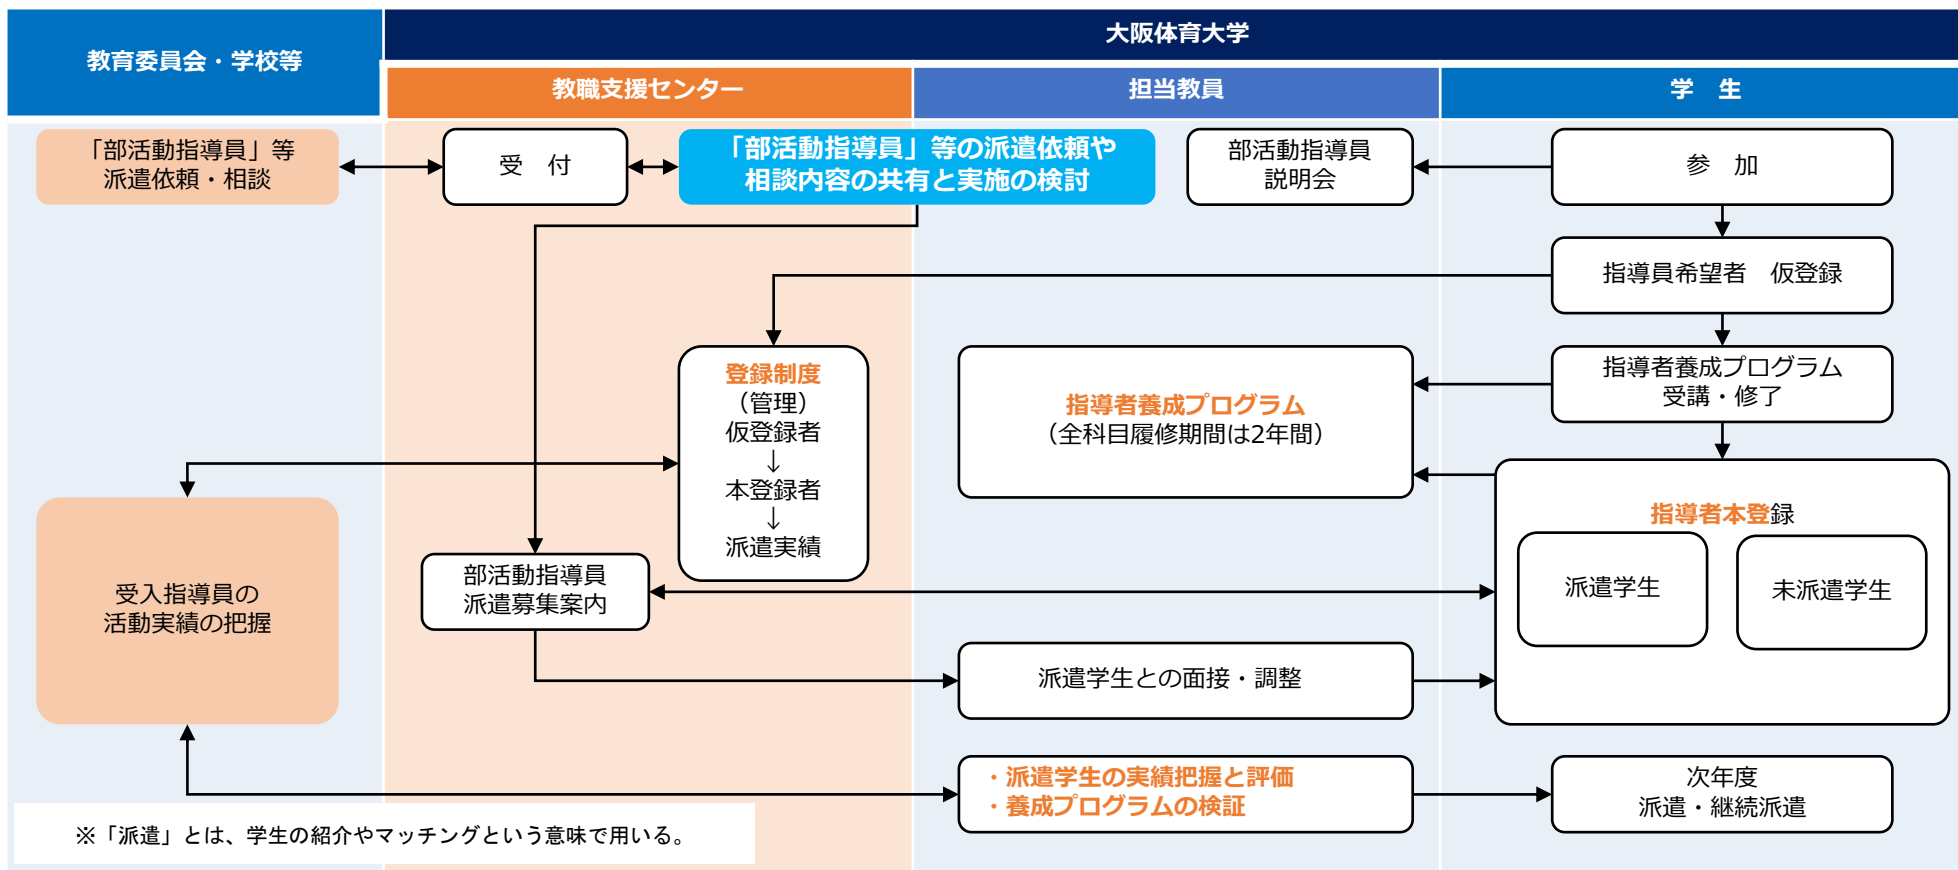 大阪体育大学
教育委員会・学校等
教職支援センター
担当教員
学　生
「部活動指導員」等
派遣依頼・相談
受　付
「部活動指導員」等の派遣依頼や
相談内容の共有と実施の検討
部活動指導員
説明会
参　加
指導員希望者　仮登録
登録制度
（管理）
仮登録者
↓
本登録者
↓
派遣実績
指導者養成プログラム
（全科目履修期間は2年間）
指導者養成プログラム
受講・修了
指導者本登録
派遣学生
未派遣学生
受入指導員の
活動実績の把握
部活動指導員
派遣募集案内
派遣学生との面接・調整
・派遣学生の実績把握と評価
・養成プログラムの検証
次年度
派遣・継続派遣
※「派遣」とは、学生の紹介やマッチングという意味で用いる。